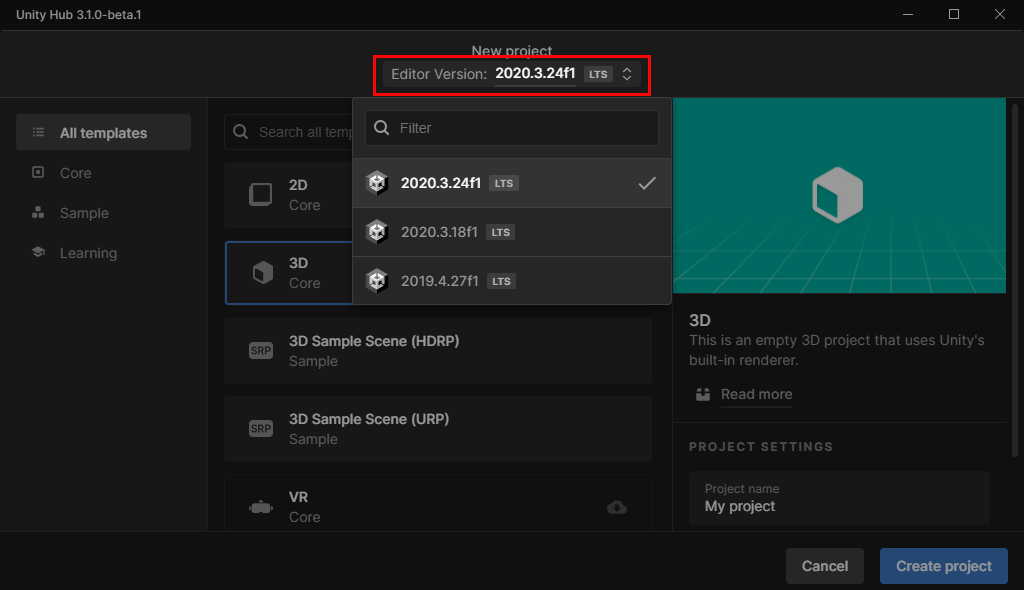 Unity Hub 3.1.0-beta.1
New project
Editor Version: 2020.3.24f1 LTS
All templates
Core
Sample
Learning
Search all temp
Filter
2020.3.24f1 LTS
2020.3.18f1 LTS
2019.4.27f1 LTS
2D
Core
3D
Core
SRP
3D Sample Scene (HDRP)
Sample
SRP
3D Sample Scene (URP)
Sample
VR
Core
3D
This is an empty 3D project that uses Unity's
built-in renderer.
Read more
PROJECT SETTINGS
Project name
My project
Cancel
Create project